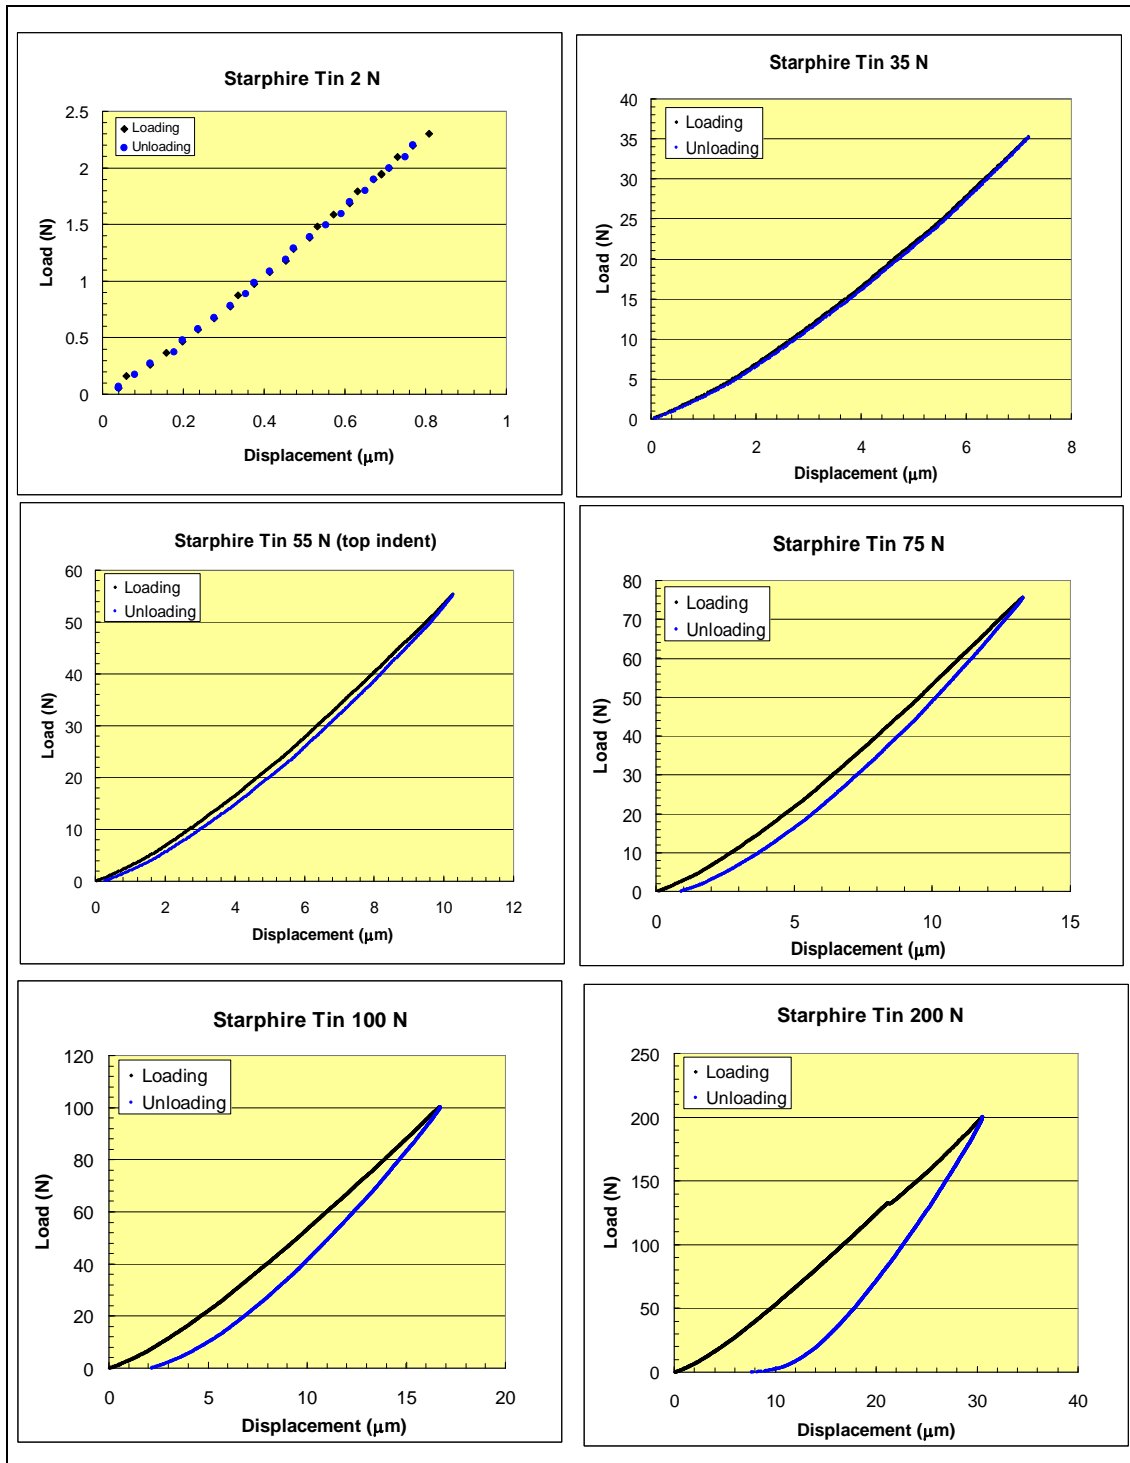 Starphire Tin 2 N
Loading
Unloading
Load (N)
2.5
2
1.5
1
0.5
0
0 0.2 0.4 0.6 0.8 1
Displacement (μm)
Starphire Tin 35 N
Loading
Unloading
Load (N)
40
35
30
25
20
15
10
5
0
0 2 4 6 8
Displacement (μm)
Starphire Tin 55 N (top indent)
Loading
Unloading
Load (N)
60
50
40
30
20
10
0
0 2 4 6 8 10 12
Displacement (μm)
Starphire Tin 75 N
Loading
Unloading
Load (N)
80
70
60
50
40
30
20
10
0
0 5 10 15
Displacement (μm)
Starphire Tin 100 N
Loading
Unloading
Load (N)
120
100
80
60
40
20
0
0 5 10 15 20
Displacement (μm)
Starphire Tin 200 N
Loading
Unloading
Load (N)
250
200
150
100
50
0
0 10 20 30 40
Displacement (μm)